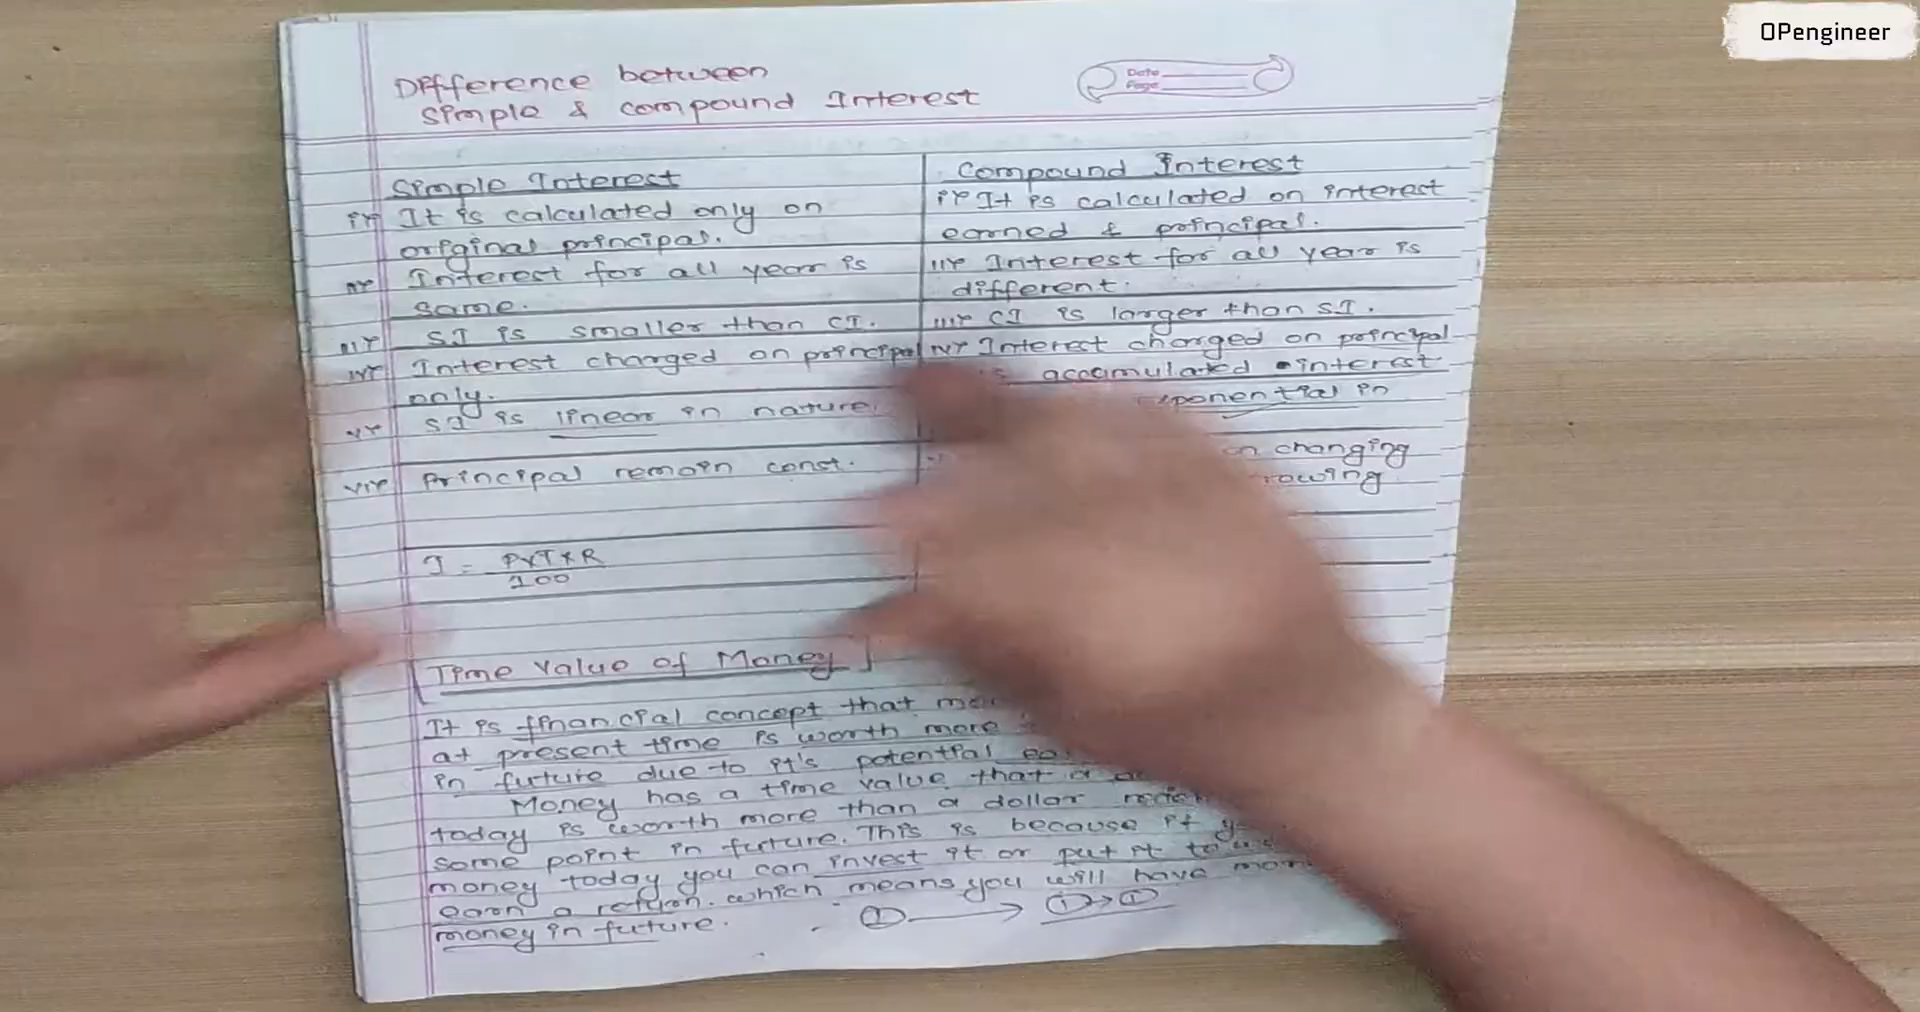 OPengineer
Difference between
simple & compound Interest
Date
Page
Simple Interest
i) It is calculated only on
original principal.
ii) Interest for all year is
same.
iii) S.I is smaller than CI.
iv) Interest charged on principal
only.
v) S.I is linear in nature.
vi) Principal remain const.
I = PxTxR
100
Compound Interest
i) It is calculated on interest
earned & principal.
ii) Interest for all year is
different.
iii) CI is larger than SI.
iv) Interest charged on principal
accumulated interest
in
changing
Time value of Money
It is financial concept that
at present time is worth more
in future due to it's potential
Money has a time value that a
today is worth more than a dollar
some point in future. This is because if
money today you can invest it or put it to
earn a return. which means you will have
money in future. ① → ① → ①